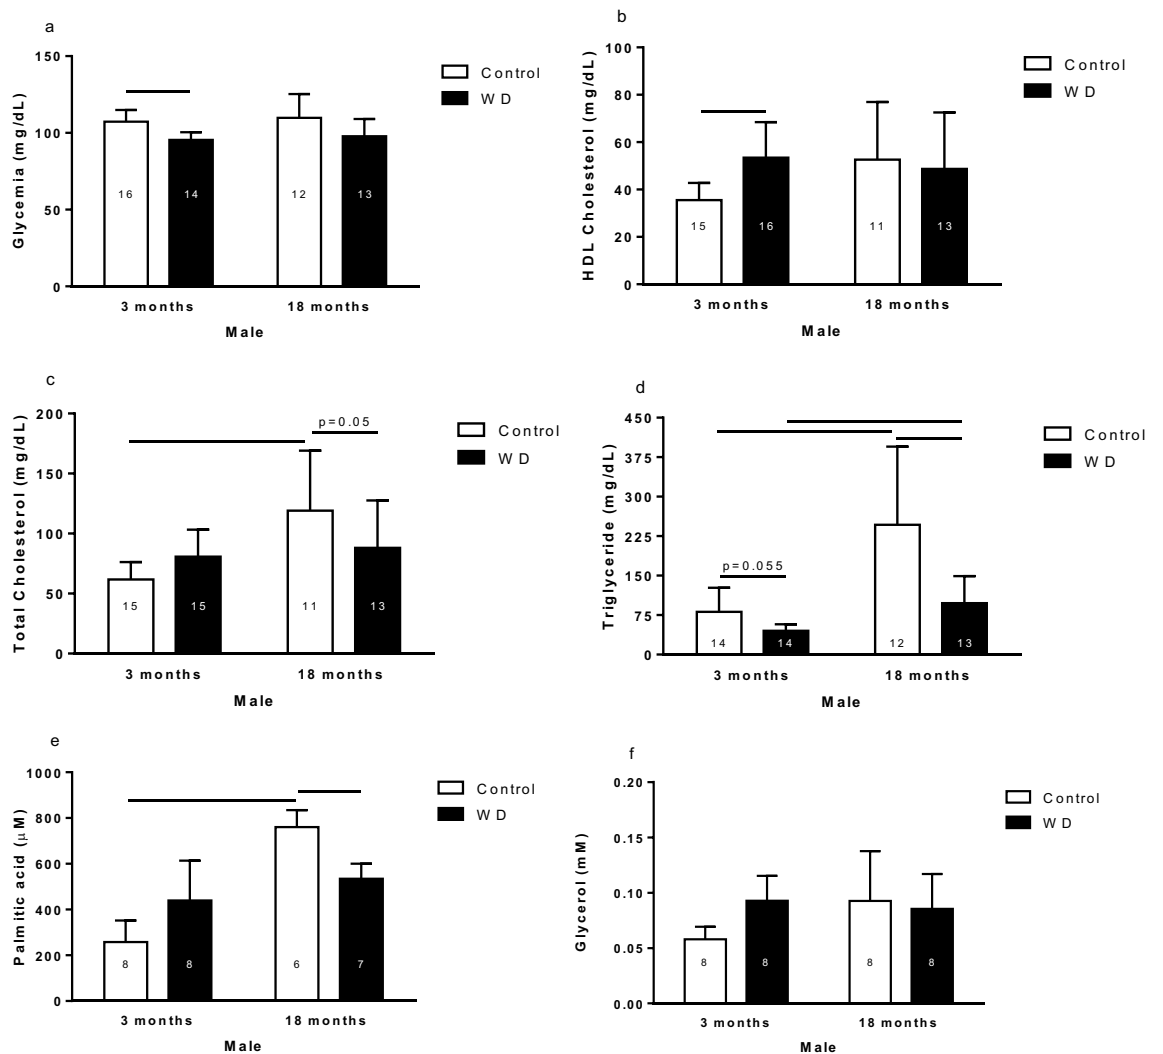 a
Glycemia (mg/dL)
150
100
50
0
16
14
12
13
3 months
18 months
Male
Control
WD
b
HDL Cholesterol (mg/dL)
100
80
60
40
20
0
15
16
11
13
3 months
18 months
Male
Control
WD
c
Total Cholesterol (mg/dL)
200
150
100
50
0
p=0.05
15
15
11
13
3 months
18 months
Male
Control
WD
d
Triglyceride (mg/dL)
450
375
300
225
150
75
0
p=0.055
14
14
12
13
3 months
18 months
Male
Control
WD
e
Palmitic acid (μM)
1000
800
600
400
200
0
8
8
6
7
3 months
18 months
Male
Control
WD
f
Glycerol (mM)
0.20
0.15
0.10
0.05
0.00
8
8
8
8
3 months
18 months
Male
Control
WD